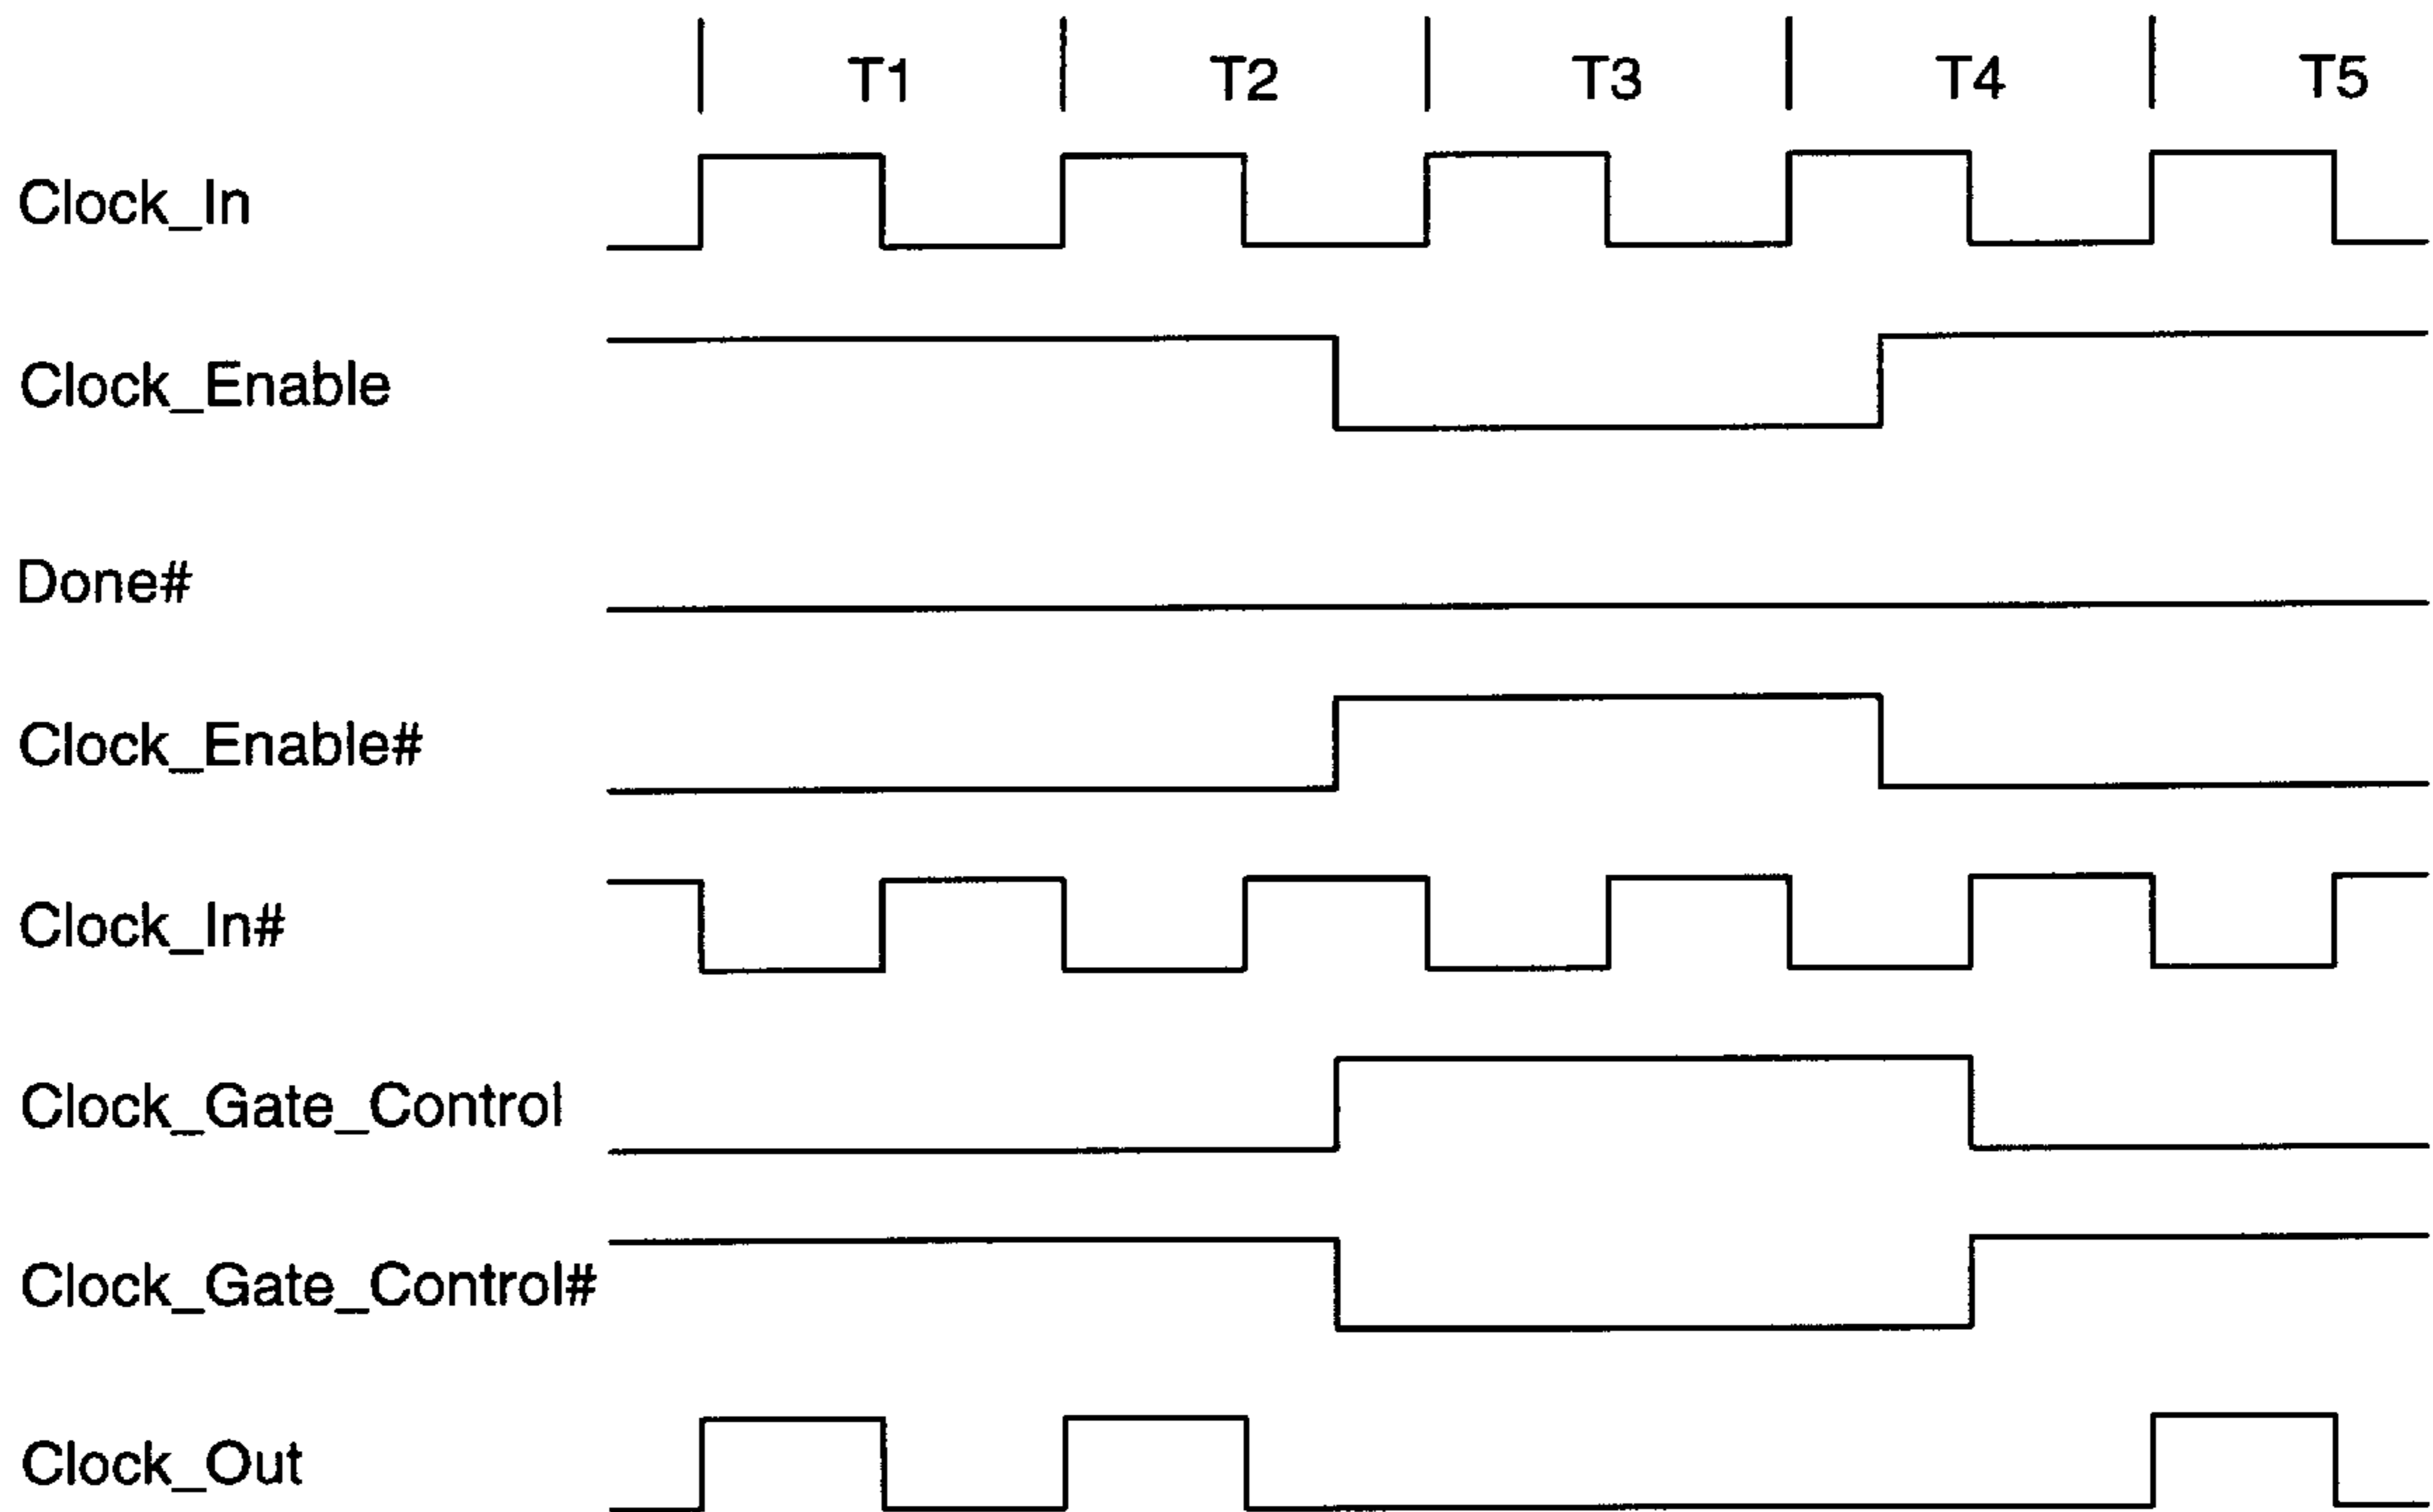 T1 T2 T3 T4 T5
Clock_In
Clock_Enable
Done#
Clock_Enable#
Clock_In#
Clock_Gate_Control
Clock_Gate_Control#
Clock_Out